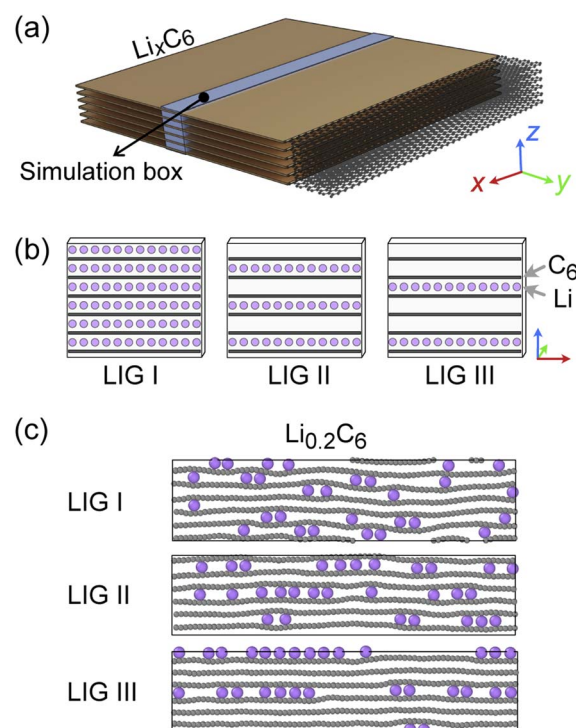 (a)
LixC6
Simulation box
z
x
y
(b)
C6
Li
LIG I
LIG II
LIG III
(c)
Li0.2C6
LIG I
LIG II
LIG III